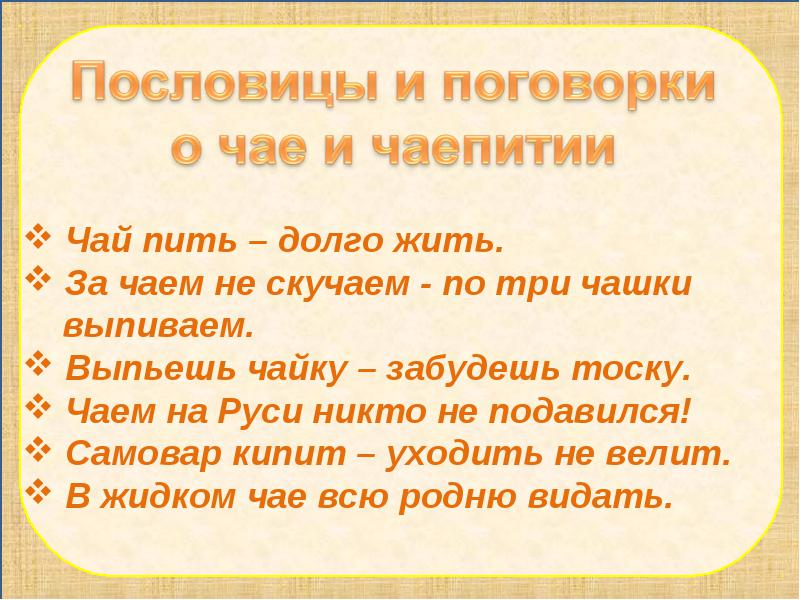 Пословицы и поговорки
о чае и чаепитии
❖ Чай пить – долго жить.
❖ За чаем не скучаем - по три чашки
выпиваем.
❖ Выпьешь чайку – забудешь тоску.
❖ Чаем на Руси никто не подавился!
❖ Самовар кипит – уходить не велит.
❖ В жидком чае всю родню видать.